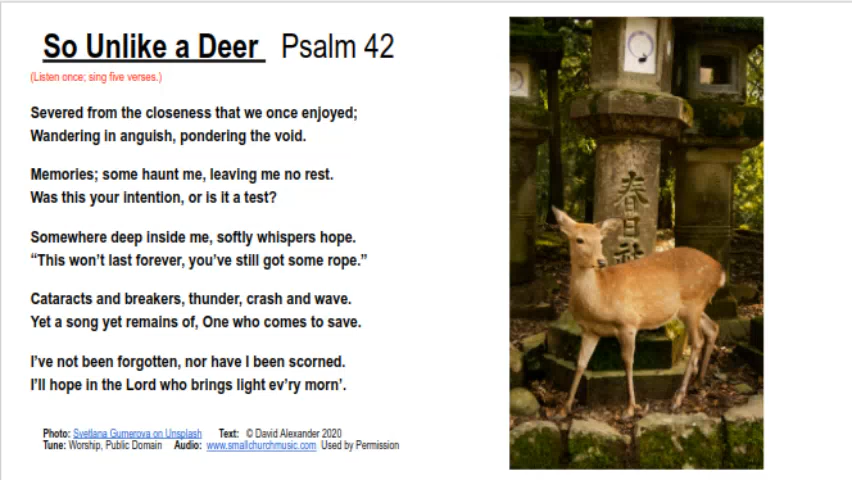 So Unlike a Deer Psalm 42
(Listen once; sing five verses.)
Severed from the closeness that we once enjoyed;
Wandering in anguish, pondering the void.
Memories; some haunt me, leaving me no rest.
Was this your intention, or is it a test?
Somewhere deep inside me, softly whispers hope.
“This won’t last forever, you’ve still got some rope.”
Cataracts and breakers, thunder, crash and wave.
Yet a song yet remains of, One who comes to save.
I’ve not been forgotten, nor have I been scorned.
I’ll hope in the Lord who brings light ev’ry morn’.
Photo: Svetlana Gumerova on Unsplash Text: © David Alexander 2020
Tune: Worship, Public Domain Audio: www.smallchurchmusic.com Used by Permission
春
日
社